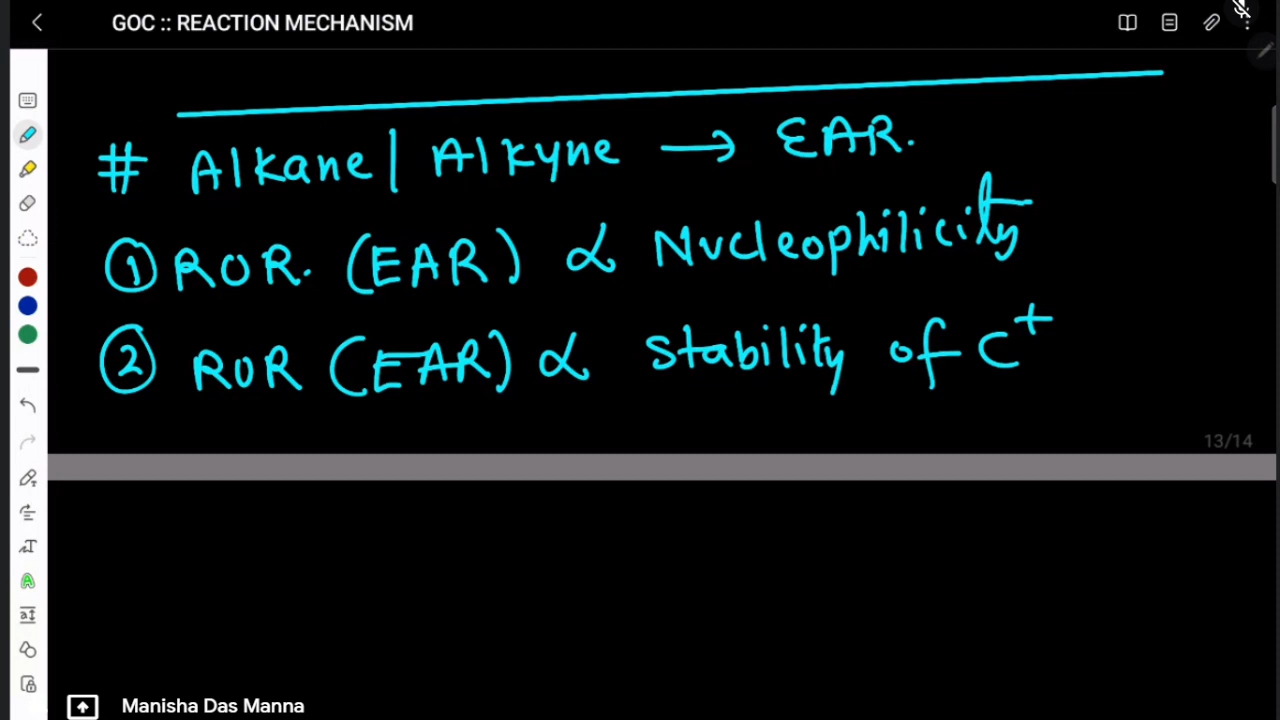 GOC :: REACTION MECHANISM
# Alkane | Alkyne → EAR.
① ROR. (EAR) ∝ Nucleophilicity
② ROR (EAR) ∝ stability of C⁺
13/14
Manisha Das Manna